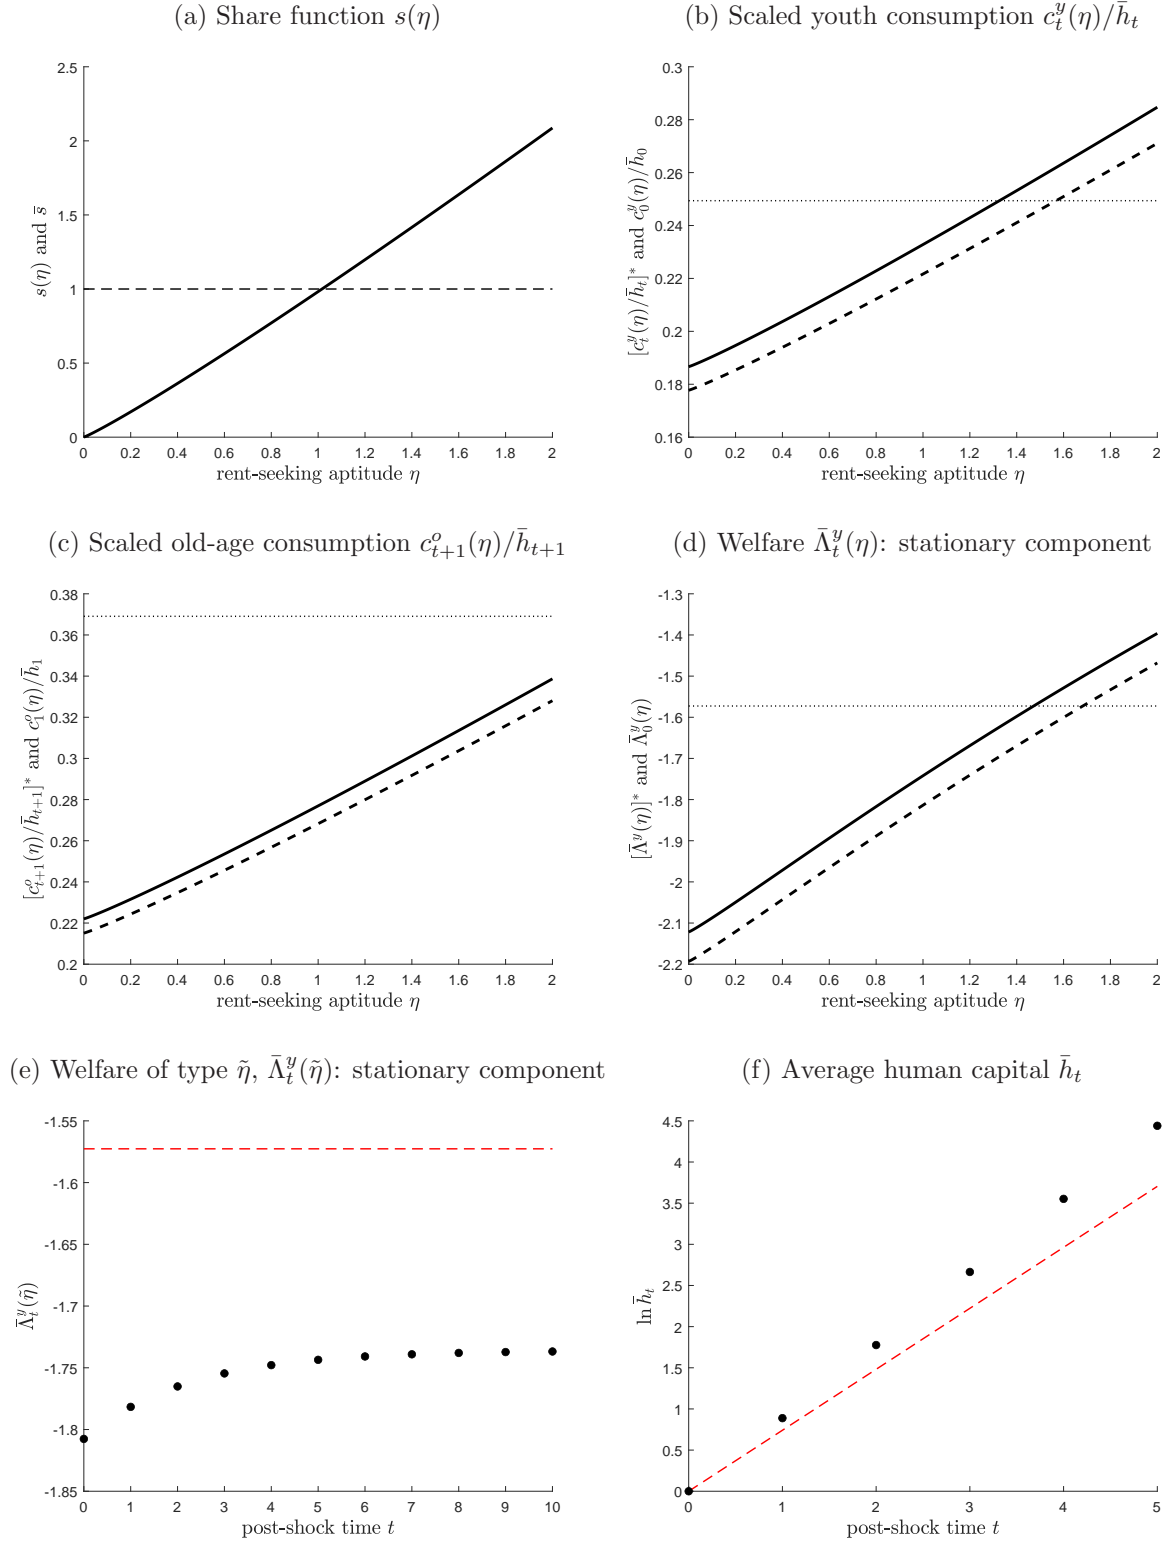 (a) Share function s(η)
s(η) and s̄
2.5
2
1.5
1
0.5
0
0 0.2 0.4 0.6 0.8 1 1.2 1.4 1.6 1.8 2
rent-seeking aptitude η
(b) Scaled youth consumption c_t^y(η)/h̄_t
[c_t^y(η)/h̄_t]* and c_0^y(η)/h̄_0
0.3
0.28
0.26
0.24
0.22
0.2
0.18
0.16
0 0.2 0.4 0.6 0.8 1 1.2 1.4 1.6 1.8 2
rent-seeking aptitude η
(c) Scaled old-age consumption c_{t+1}^o(η)/h̄_{t+1}
[c_{t+1}^o(η)/h̄_{t+1}]* and c_1^o(η)/h̄_1
0.38
0.36
0.34
0.32
0.3
0.28
0.26
0.24
0.22
0.2
0 0.2 0.4 0.6 0.8 1 1.2 1.4 1.6 1.8 2
rent-seeking aptitude η
(d) Welfare Λ̄_t^y(η): stationary component
[Λ̄^y(η)]* and Λ̄_0^y(η)
-1.3
-1.4
-1.5
-1.6
-1.7
-1.8
-1.9
-2
-2.1
-2.2
0 0.2 0.4 0.6 0.8 1 1.2 1.4 1.6 1.8 2
rent-seeking aptitude η
(e) Welfare of type η̃, Λ̄_t^y(η̃): stationary component
Λ̄_t^y(η̃)
-1.55
-1.6
-1.65
-1.7
-1.75
-1.8
-1.85
0 1 2 3 4 5 6 7 8 9 10
post-shock time t
(f) Average human capital h̄_t
ln h̄_t
4.5
4
3.5
3
2.5
2
1.5
1
0.5
0
0 1 2 3 4 5
post-shock time t